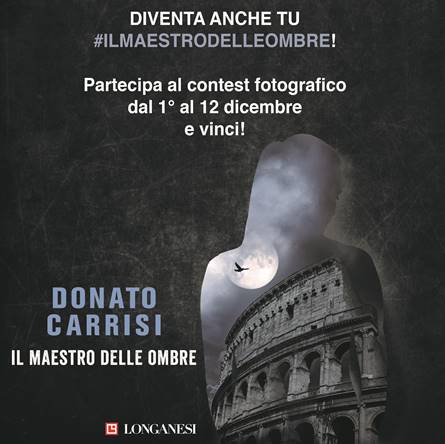 DIVENTA ANCHE TU
#ILMAESTRODELLEOMBRE!
Partecipa al contest fotografico
dal 1° al 12 dicembre
e vinci!
DONATO
CARRISI
IL MAESTRO DELLE OMBRE
LONGANESI